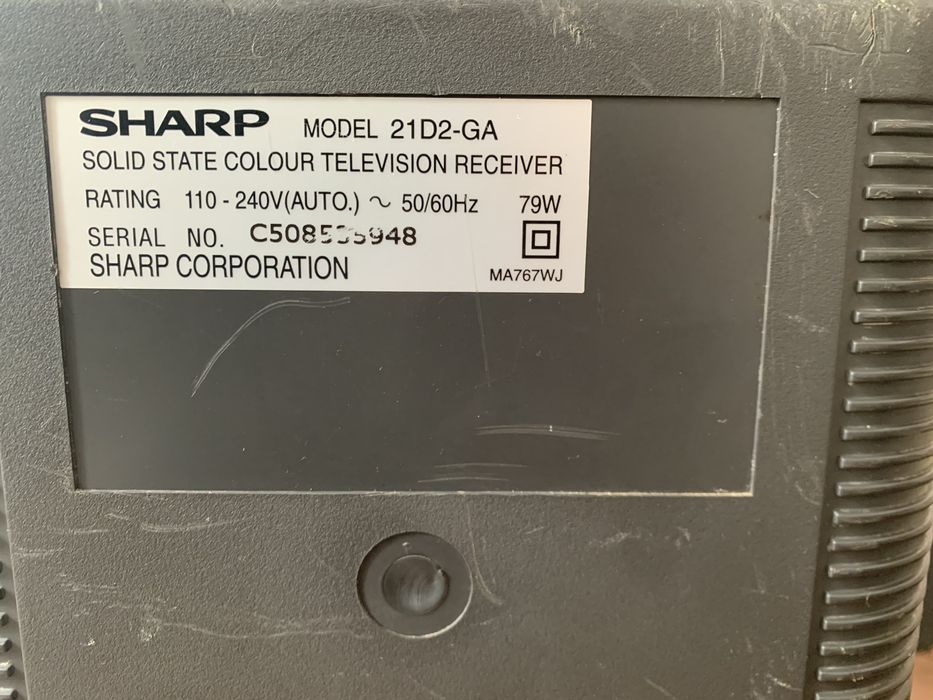 SHARP MODEL 21D2-GA
SOLID STATE COLOUR TELEVISION RECEIVER
RATING 110 - 240V(AUTO.) ~ 50/60Hz 79W
SERIAL NO.
SHARP CORPORATION MA767WJ